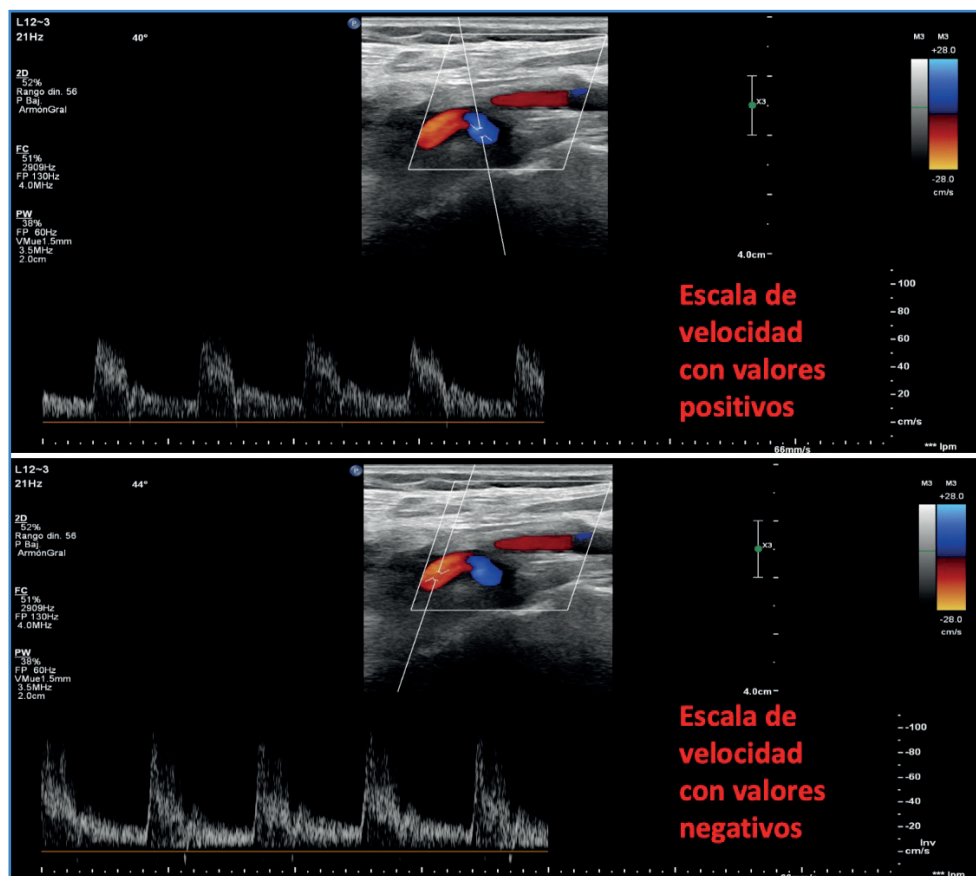 L12~3
21Hz
40°
2D
52%
Rango din. 56
P Baj.
ArmónGral
FC
51%
2909Hz
FP 130Hz
4.0MHz
PW
38%
FP 60Hz
VMue1.5mm
3.5MHz
2.0cm
P
X3
4.0cm
M3 M3
+28.0
-28.0
cm/s
Escala de
velocidad
con valores
positivos
100
80
60
40
20
cm/s
*** lpm
66mm/s
L12~3
21Hz
44°
2D
52%
Rango din. 56
P Baj.
ArmónGral
FC
51%
2909Hz
FP 130Hz
4.0MHz
PW
38%
FP 60Hz
VMue1.5mm
3.5MHz
2.0cm
P
X3
4.0cm
M3 M3
+28.0
-28.0
cm/s
Escala de
velocidad
con valores
negativos
-100
-80
-60
-40
-20
Inv
cm/s
*** lpm